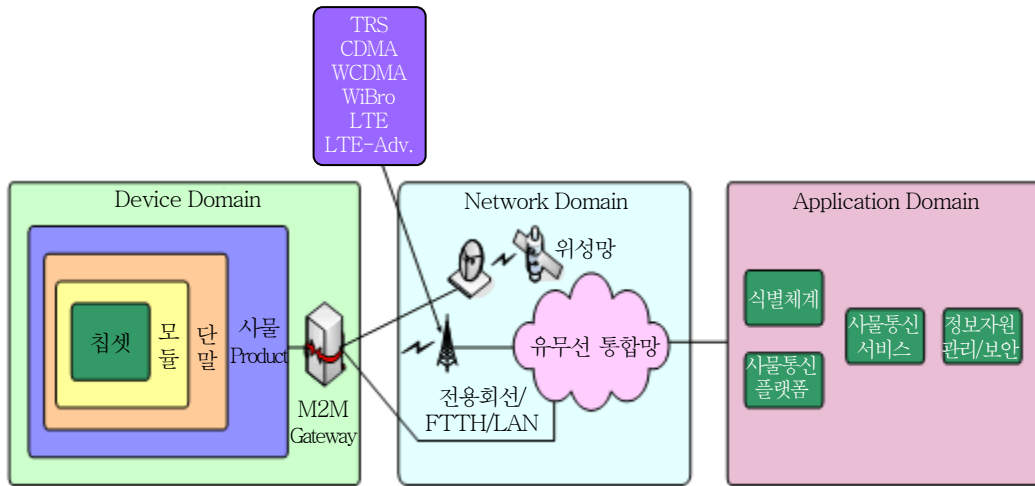 TRS
CDMA
WCDMA
WiBro
LTE
LTE-Adv.
Device Domain
칩셋
모듈
단말
사물
Product
M2M
Gateway
Network Domain
위성망
유무선 통합망
전용회선/
FTTH/LAN
Application Domain
식별체계
사물통신
플랫폼
사물통신
서비스
정보자원
관리/보안